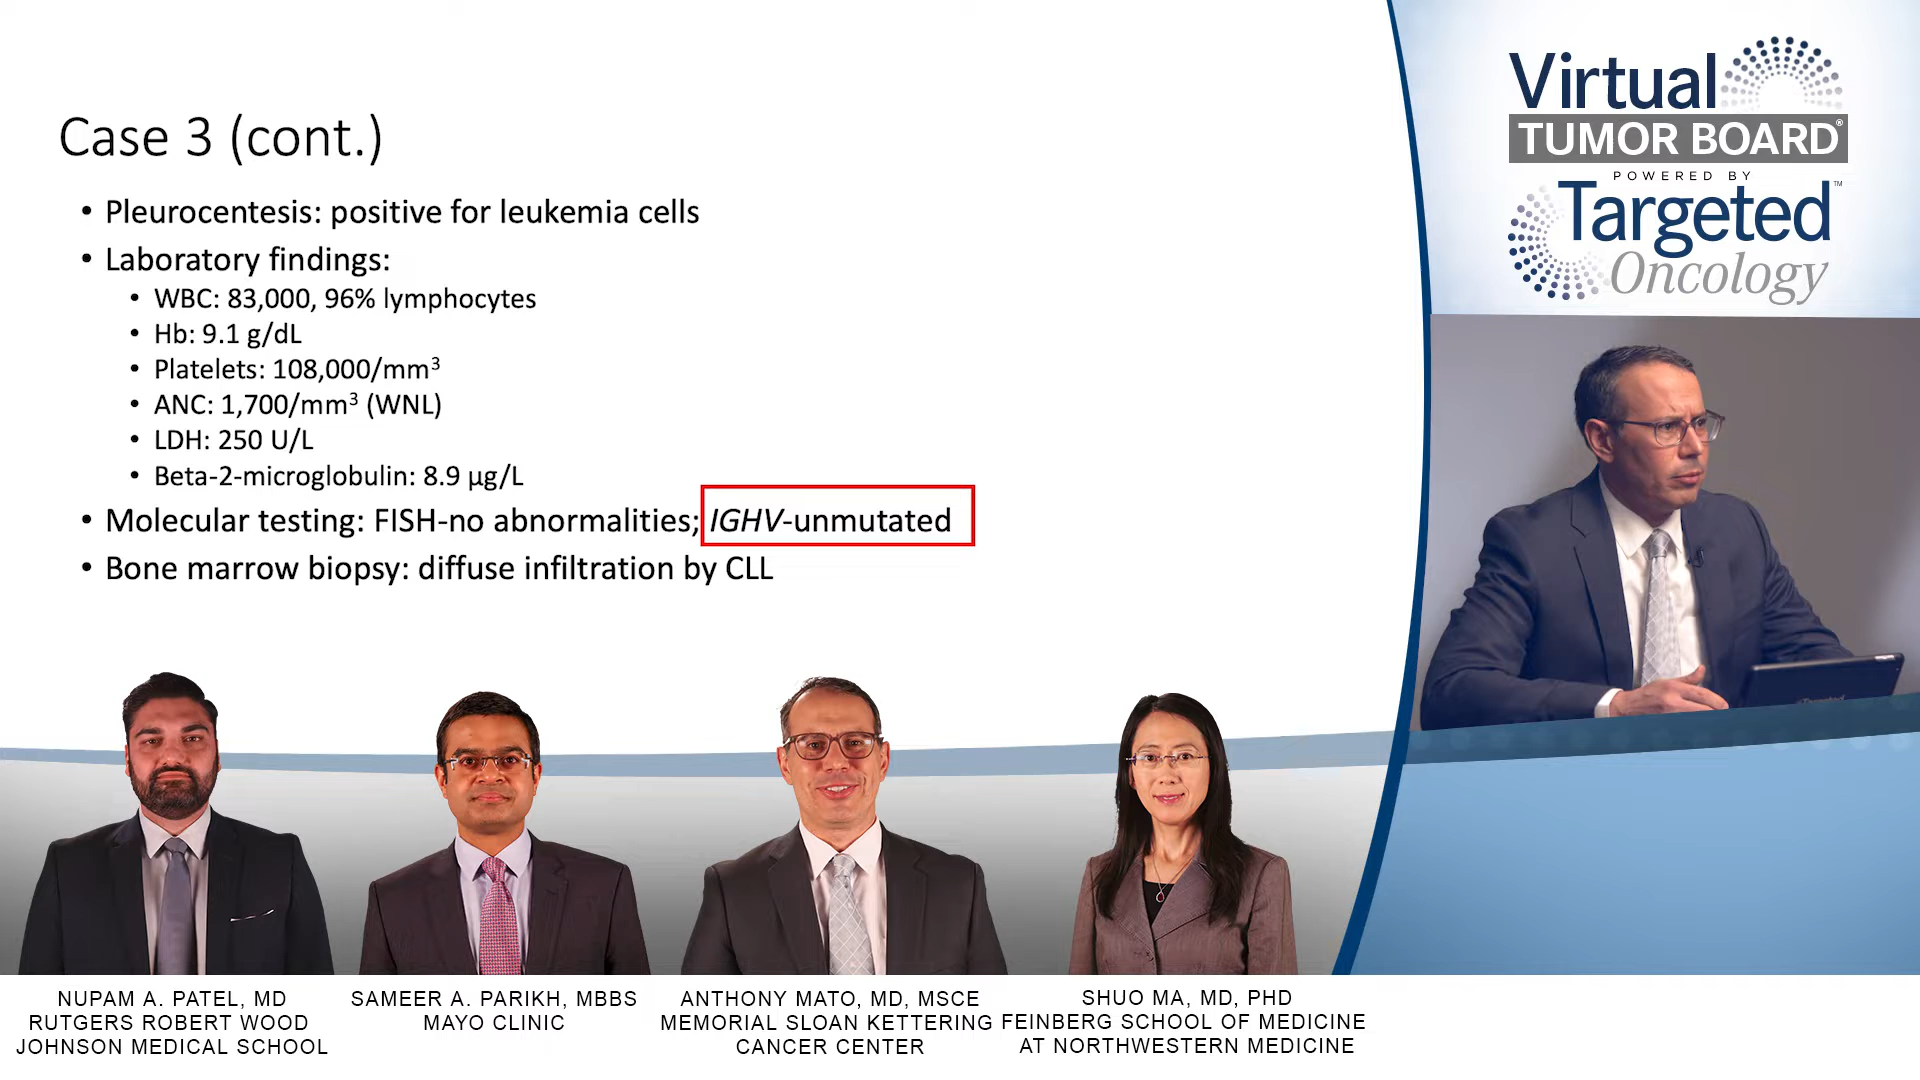 Case 3 (cont.)
• Pleurocentesis: positive for leukemia cells
• Laboratory findings:
• WBC: 83,000, 96% lymphocytes
• Hb: 9.1 g/dL
• Platelets: 108,000/mm³
• ANC: 1,700/mm³ (WNL)
• LDH: 250 U/L
• Beta-2-microglobulin: 8.9 µg/L
• Molecular testing: FISH-no abnormalities; IGHV-unmutated
• Bone marrow biopsy: diffuse infiltration by CLL
Virtual
TUMOR BOARD®
POWERED BY
Targeted™
Oncology
NUPAM A. PATEL, MD
RUTGERS ROBERT WOOD
JOHNSON MEDICAL SCHOOL
SAMEER A. PARIKH, MBBS
MAYO CLINIC
ANTHONY MATO, MD, MSCE
MEMORIAL SLOAN KETTERING
CANCER CENTER
SHUO MA, MD, PHD
FEINBERG SCHOOL OF MEDICINE
AT NORTHWESTERN MEDICINE